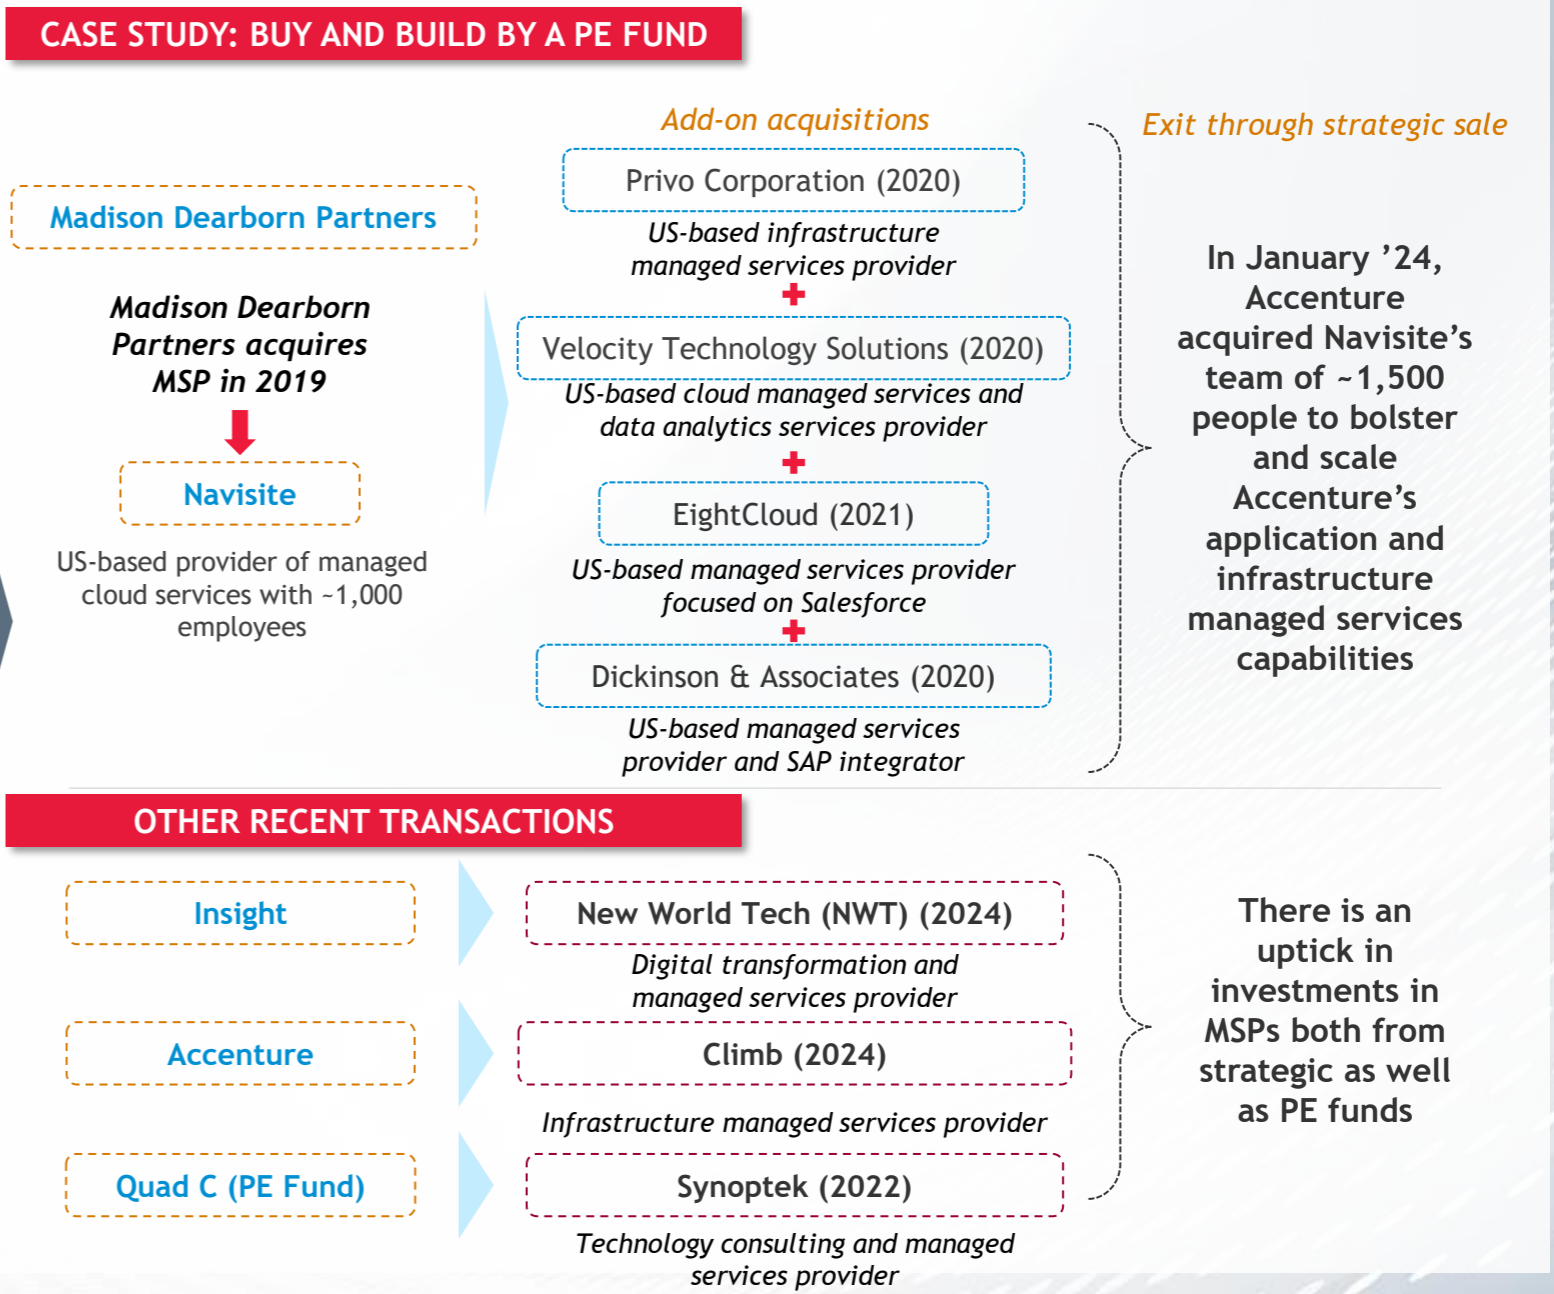 CASE STUDY: BUY AND BUILD BY A PE FUND
Madison Dearborn Partners
Madison Dearborn
Partners acquires
MSP in 2019
Navisite
US-based provider of managed
cloud services with ~1,000
employees
Add-on acquisitions
Privo Corporation (2020)
US-based infrastructure
managed services provider
+
Velocity Technology Solutions (2020)
US-based cloud managed services and
data analytics services provider
+
EightCloud (2021)
US-based managed services provider
focused on Salesforce
+
Dickinson & Associates (2020)
US-based managed services
provider and SAP integrator
Exit through strategic sale
In January ’24,
Accenture
acquired Navisite’s
team of ~1,500
people to bolster
and scale
Accenture’s
application and
infrastructure
managed services
capabilities
OTHER RECENT TRANSACTIONS
Insight
New World Tech (NWT) (2024)
Digital transformation and
managed services provider
Accenture
Climb (2024)
Infrastructure managed services provider
Quad C (PE Fund)
Synoptek (2022)
Technology consulting and managed
services provider
There is an
uptick in
investments in
MSPs both from
strategic as well
as PE funds